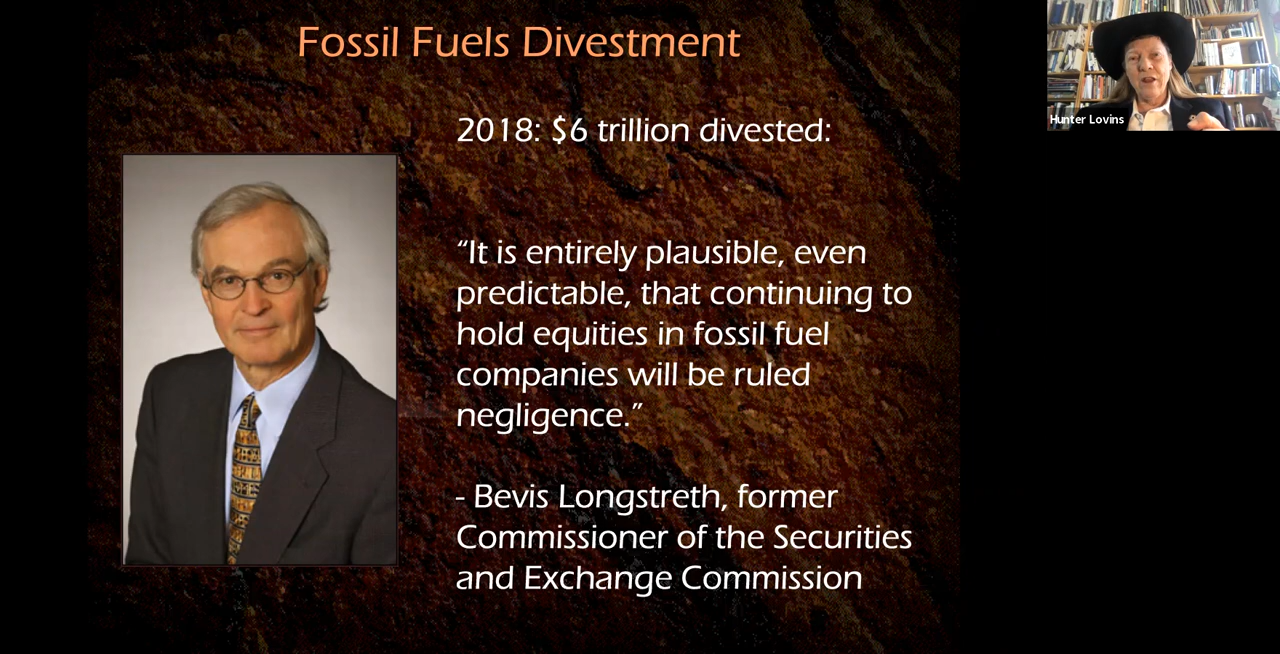 Fossil Fuels Divestment
2018: $6 trillion divested:
“It is entirely plausible, even
predictable, that continuing to
hold equities in fossil fuel
companies will be ruled
negligence.”
- Bevis Longstreth, former
Commissioner of the Securities
and Exchange Commission
Hunter Lovins